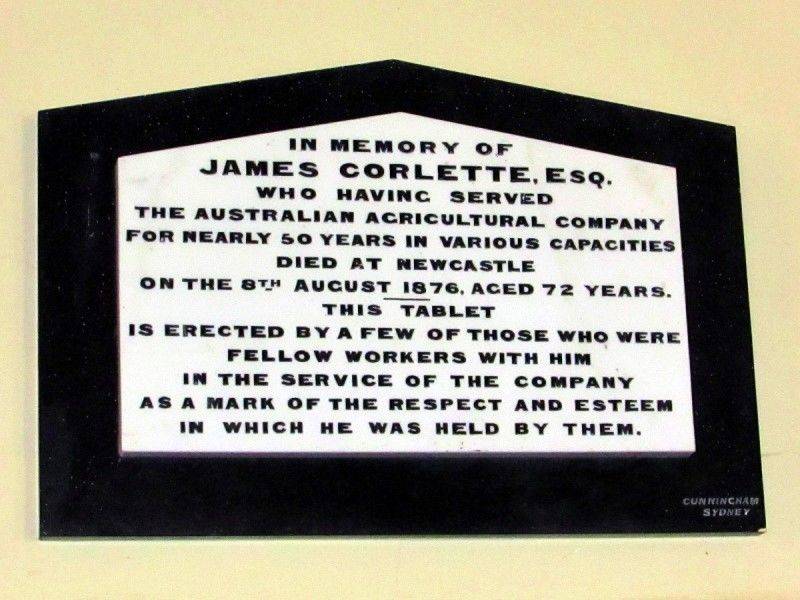 IN MEMORY OF
JAMES CORLETTE, ESQ.
WHO HAVING SERVED
THE AUSTRALIAN AGRICULTURAL COMPANY
FOR NEARLY 50 YEARS IN VARIOUS CAPACITIES
DIED AT NEWCASTLE
ON THE 8TH AUGUST 1876, AGED 72 YEARS.
THIS TABLET
IS ERECTED BY A FEW OF THOSE WHO WERE
FELLOW WORKERS WITH HIM
IN THE SERVICE OF THE COMPANY
AS A MARK OF THE RESPECT AND ESTEEM
IN WHICH HE WAS HELD BY THEM.
CUNNINGHAM
SYDNEY